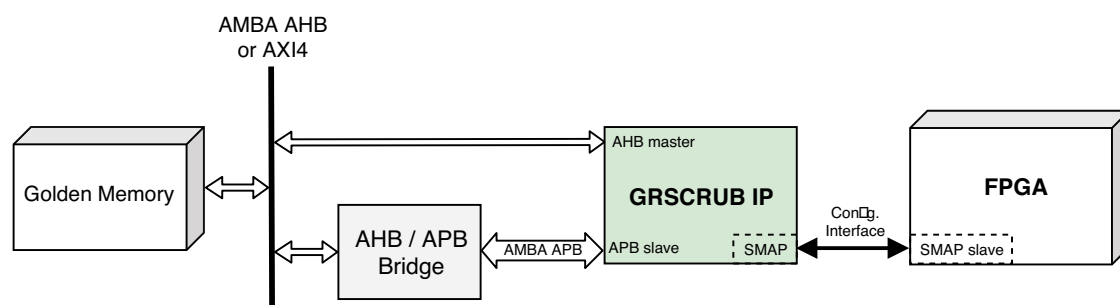 AMBA AHB
or AXI4
Golden Memory
AHB master
GRSCRUB IP
APB slave
SMAP
AHB / APB
Bridge
AMBA APB
Interface
FPGA
SMAP slave